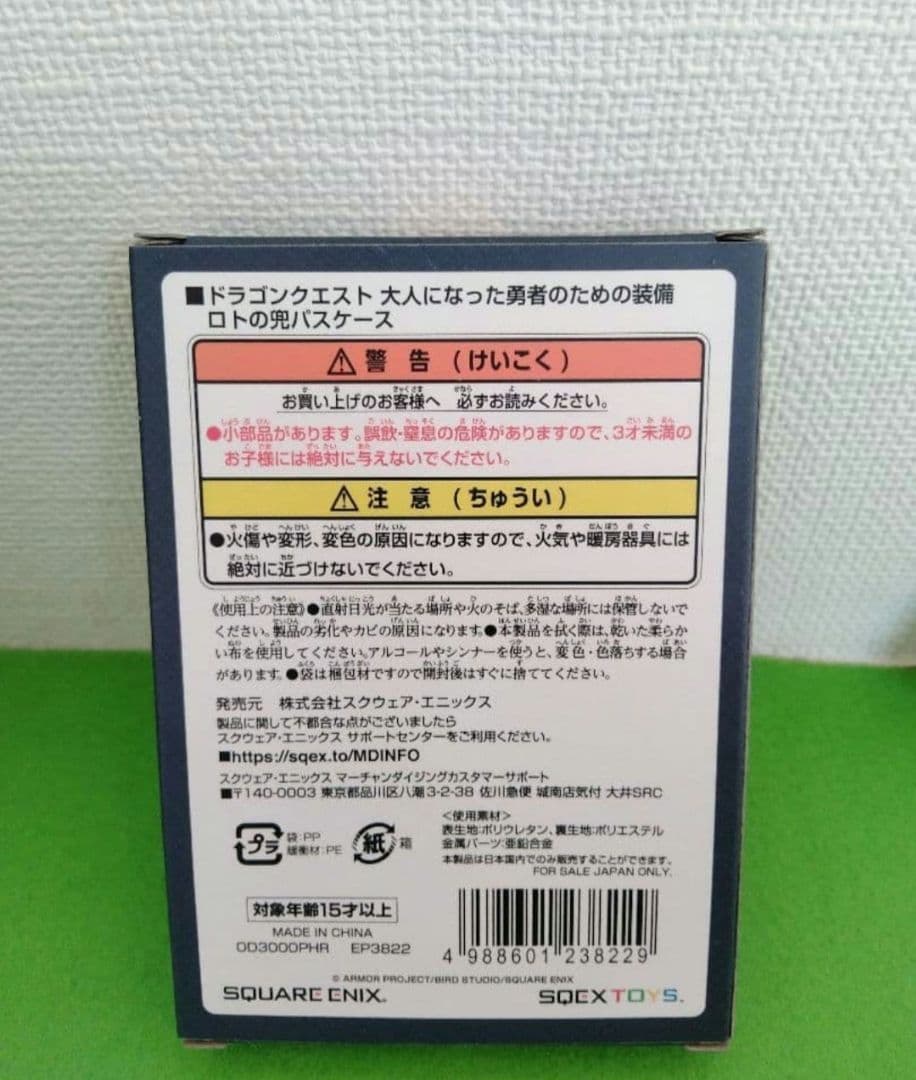 ■ドラゴンクエスト 大人になった勇者のための装備
ロトの兜パスケース
⚠警 告 (けいこく)
お買い上げのお客様へ 必ずお読みください。
●小部品があります。誤飲・窒息の危険がありますので、3才未満の
お子様には絶対に与えないでください。
⚠注 意 (ちゅうい)
●火傷や変形、変色の原因になりますので、火気や暖房器具には
絶対に近づけないでください。
《使用上の注意》●直射日光が当たる場所や火のそば、多湿な場所には保管しないで
ください。製品の劣化やカビの原因になります。●本製品を拭く際は、乾いた柔らか
い布を使用してください。アルコールやシンナーを使うと、変色・色落ちする場合
があります。●袋は梱包材ですので開封後はすぐに捨ててください。
発売元 株式会社スクウェア・エニックス
製品に関して不都合な点がございましたら
スクウェア・エニックス サポートセンターをご利用ください。
■https://sqex.to/MDINFO
スクウェア・エニックス マーチャンダイジングカスタマーサポート
■〒140-0003 東京都品川区八潮3-2-38 佐川急便 城南店気付 大井SRC
プラ 袋:PP
緩衝材:PE
紙 箱
<使用素材>
表生地:ポリウレタン、裏生地:ポリエステル
金属パーツ:亜鉛合金
本製品は日本国内でのみ販売することができます。
FOR SALE JAPAN ONLY.
対象年齢15才以上
MADE IN CHINA
OD3000PHR EP3822
4 988601 238229
© ARMOR PROJECT/BIRD STUDIO/SQUARE ENIX
SQUARE ENIX.
SQEX TOYS.